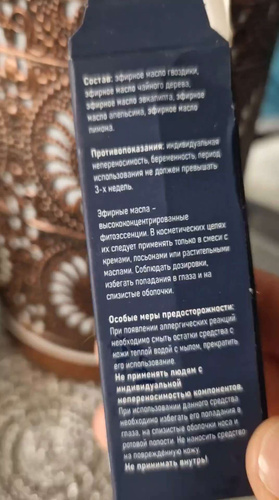 Состав: эфирное масло гвоздики,
эфирное масло чайного дерева,
эфирное масло эвкалипта, эфирное
масло апельсина, эфирное масло
лимона.
Противопоказания: индивидуальная
непереносимость, беременность, период
использования не должен превышать
3-х недель.
Эфирные масла –
высококонцентрированные
фитоэссенции. В косметических целях
их следует применять только в смеси с
кремами, лосьонами или растительными
маслами. Соблюдать дозировки,
избегать попадания в глаза и на
слизистые оболочки.
Особые меры предосторожности:
При появлении аллергических реакций
необходимо смыть остатки средства с
кожи теплой водой с мылом, прекратить
его использование.
Не применять людям с
индивидуальной
непереносимостью компонентов.
При использовании данного средства
необходимо избегать его попадания в
глаза, на слизистые оболочки носа и
ротовой полости. Не наносить средство
на повреждённую кожу.
Не принимать внутрь!